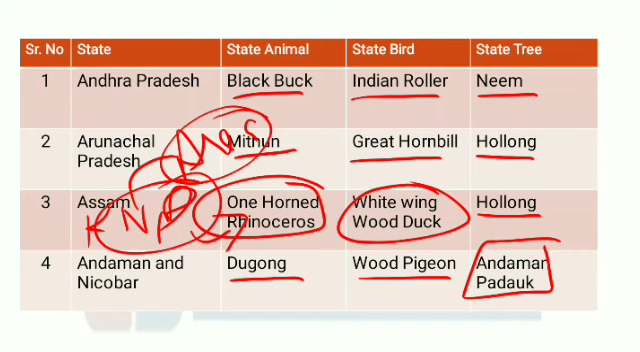 Sr. No State State Animal State Bird State Tree
1 Andhra Pradesh Black Buck Indian Roller Neem
2 Arunachal Pradesh Mithun Great Hornbill Hollong
3 Assam One Horned Rhinoceros White wing Wood Duck Hollong
4 Andaman and Nicobar Dugong Wood Pigeon Andaman Padauk
KNP